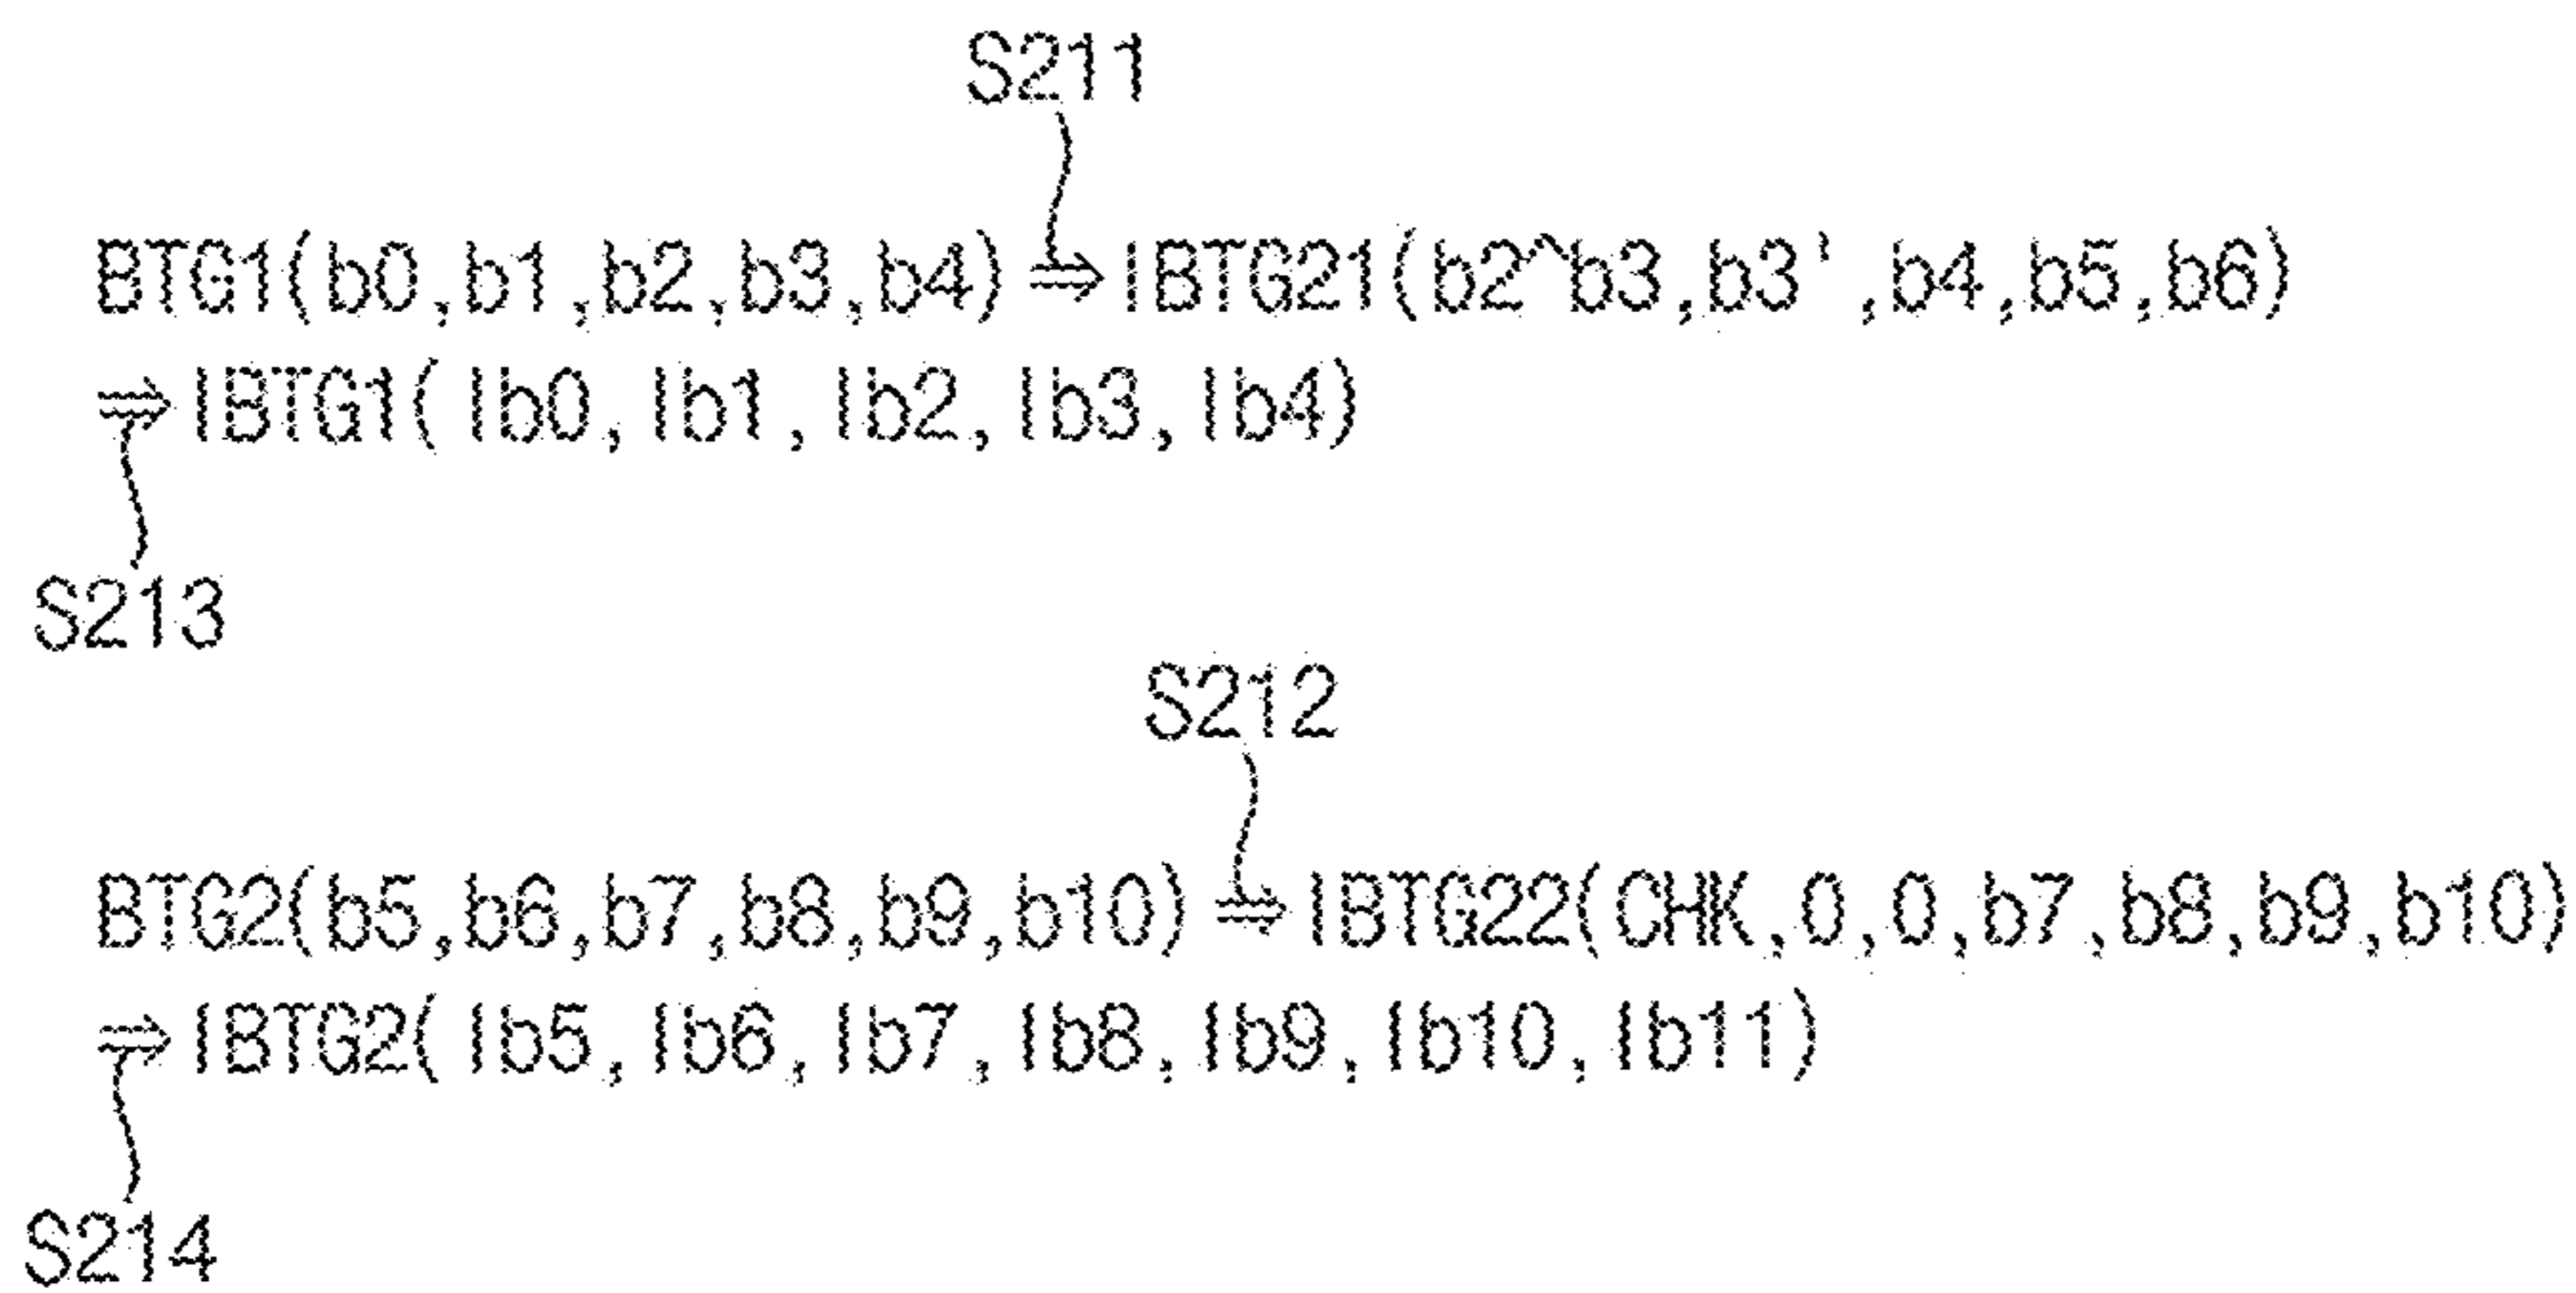 S211
BTG1(b0,b1,b2,b3,b4)⇒IBTG21(b2^b3,b3',b4,b5,b6)
⇒IBTG1(Ib0,Ib1,Ib2,Ib3,Ib4)
S213
S212
BTG2(b5,b6,b7,b8,b9,b10)⇒IBTG22(CHK,0,0,b7,b8,b9,b10)
⇒IBTG2(Ib5,Ib6,Ib7,Ib8,Ib9,Ib10,Ib11)
S214